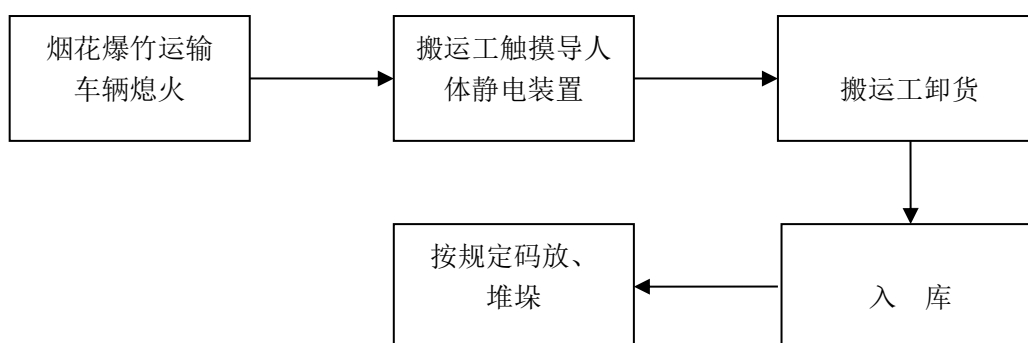 烟花爆竹运输
车辆熄火
搬运工触摸导人
体静电装置
搬运工卸货
入　库
按规定码放、
堆垛